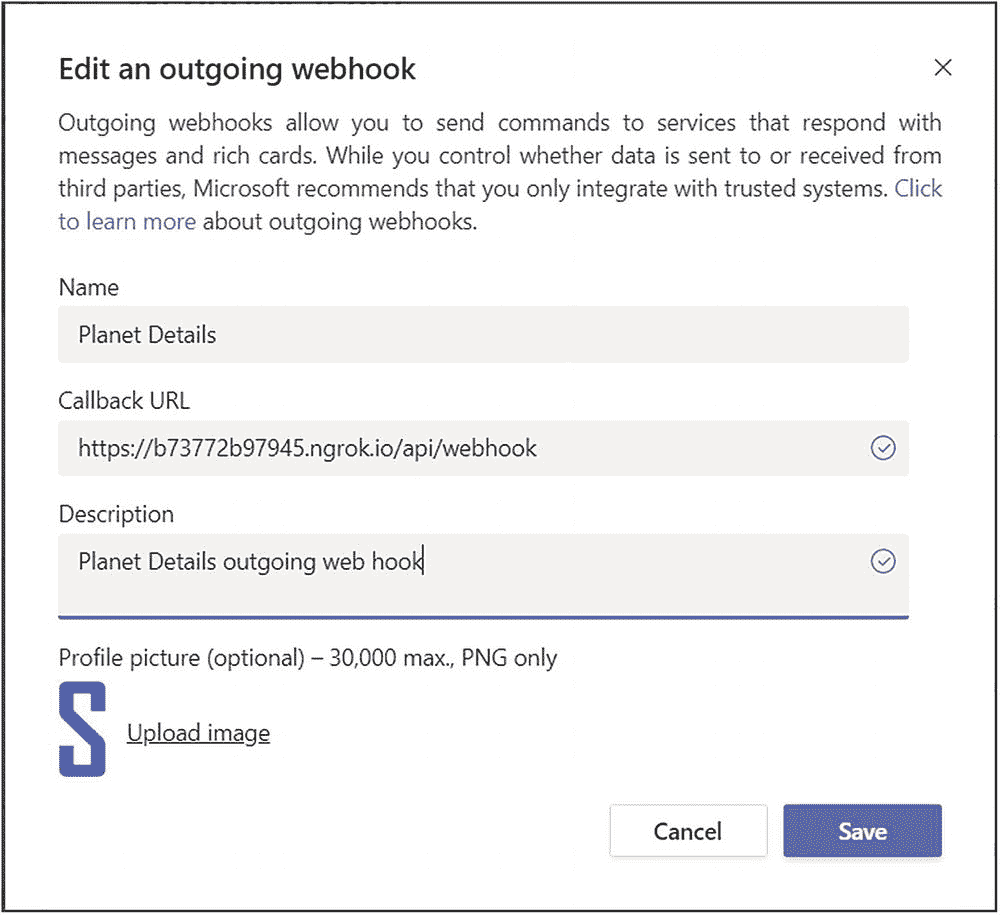 Edit an outgoing webhook
Outgoing webhooks allow you to send commands to services that respond with
messages and rich cards. While you control whether data is sent to or received from
third parties, Microsoft recommends that you only integrate with trusted systems. Click
to learn more about outgoing webhooks.
Name
Planet Details
Callback URL
https://b73772b97945.ngrok.io/api/webhook
Description
Planet Details outgoing web hook
Profile picture (optional) – 30,000 max., PNG only
S
Upload image
Cancel
Save